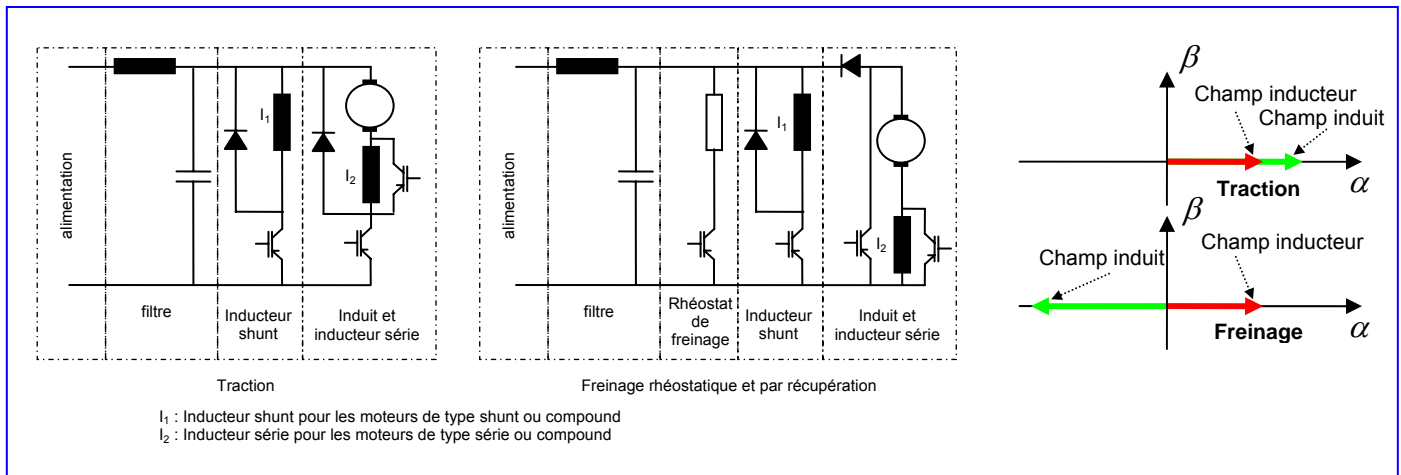 alimentation
I₁
I₂
filtre
Inducteur
shunt
Induit et
inducteur série
Traction
alimentation
I₁
I₂
filtre
Rhéostat
de
freinage
Inducteur
shunt
Induit et
inducteur série
Freinage rhéostatique et par récupération
I₁ : Inducteur shunt pour les moteurs de type shunt ou compound
I₂ : Inducteur série pour les moteurs de type série ou compound
β
Champ inducteur
Champ induit
Traction
α
β
Champ inducteur
Champ induit
Freinage
α